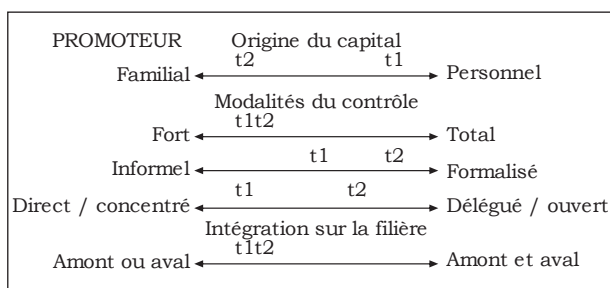 PROMOTEUR Origine du capital
t2 t1
Familial Personnel
Modalités du contrôle
t1t2
Fort Total
t1 t2
Informel Formalisé
t1 t2
Direct / concentré Délégué / ouvert
Intégration sur la filière
t1t2
Amont ou aval Amont et aval